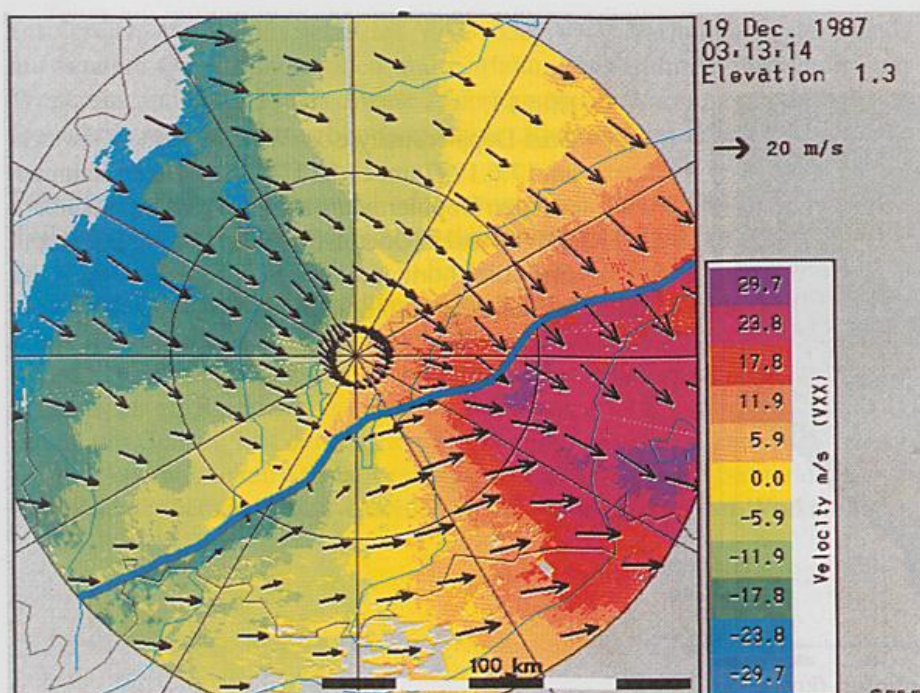 19 Dec. 1987
03:13:14
Elevation 1.3
20 m/s
29.7
23.8
17.8
11.9
5.9
0.0
-5.9
-11.9
-17.8
-23.8
-29.7
Velocity m/s (VXX)
100 km